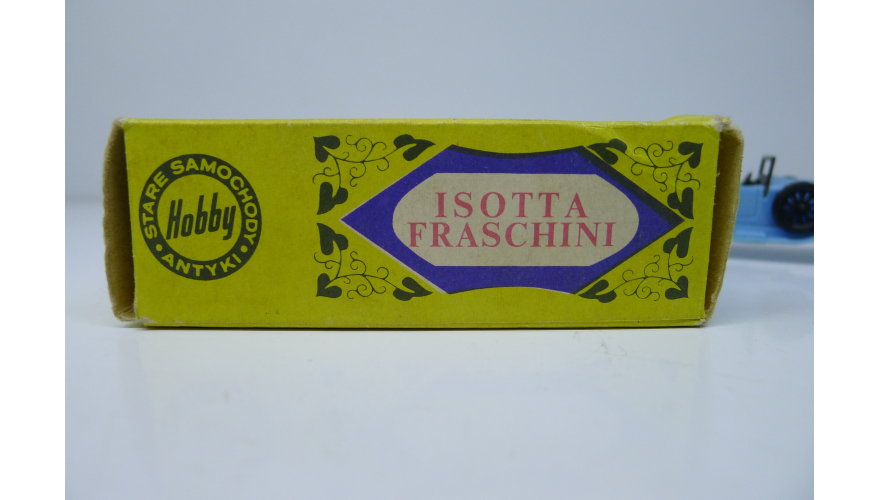 STARE SAMOCHODY
Hobby
• ANTYKI •
ISOTTA
FRASCHINI